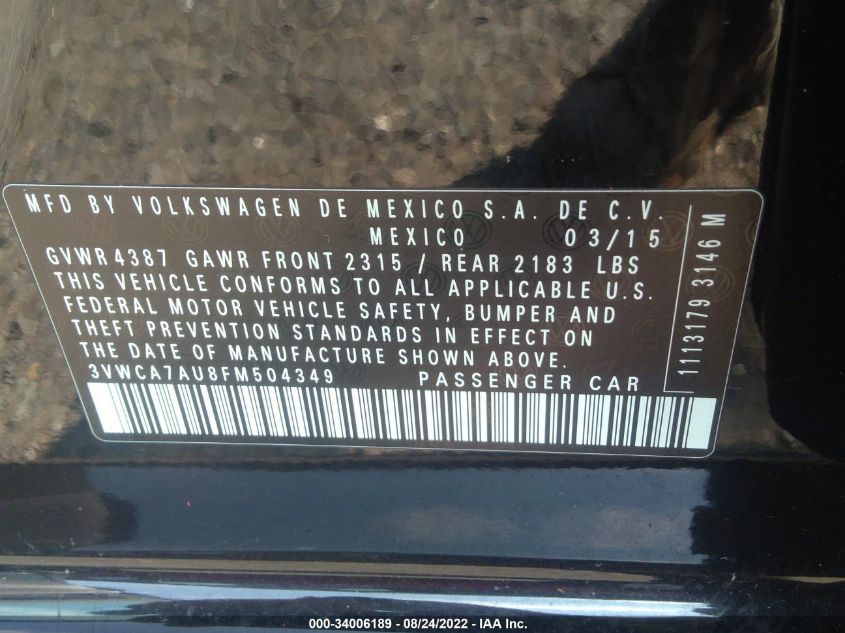 MFD BY VOLKSWAGEN DE MEXICO S.A. DE C.V.
MEXICO 03/15
GVWR 4387 GAWR FRONT 2315 / REAR 2183 LBS
THIS VEHICLE CONFORMS TO ALL APPLICABLE U.S.
FEDERAL MOTOR VEHICLE SAFETY, BUMPER AND
THEFT PREVENTION STANDARDS IN EFFECT ON
THE DATE OF MANUFACTURE SHOWN ABOVE.
3VWCA7AU8FM504349 PASSENGER CAR
1113179 3146 M
000-34006189 - 08/24/2022 - IAA Inc.